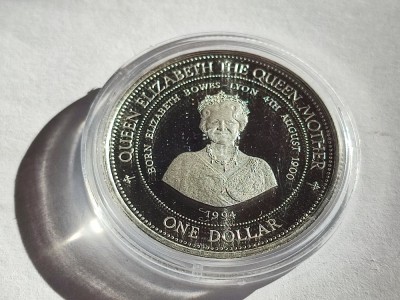 QUEEN ELIZABETH THE QUEEN MOTHER
BORN ELIZABETH BOWES-LYON 4TH AUGUST 1900
1994
ONE DOLLAR